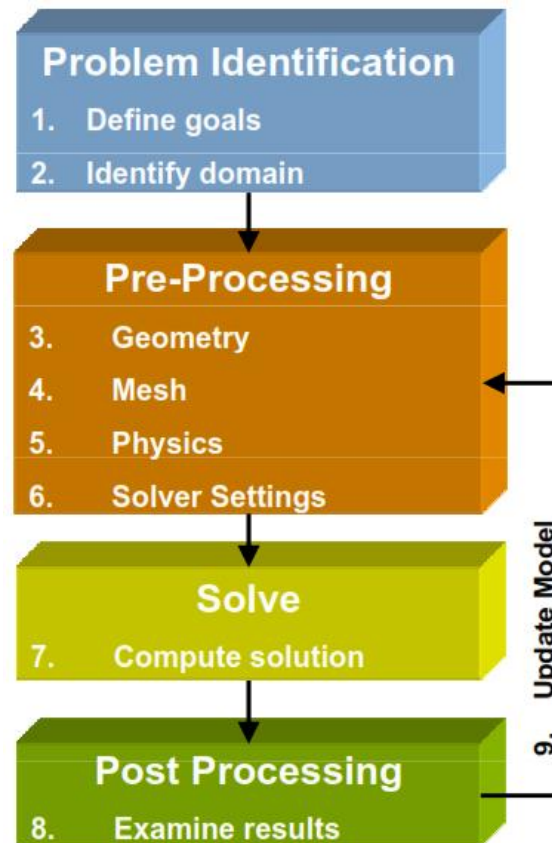 Problem Identification
1. Define goals
2. Identify domain
Pre-Processing
3. Geometry
4. Mesh
5. Physics
6. Solver Settings
Solve
7. Compute solution
Post Processing
8. Examine results
9. Update Model